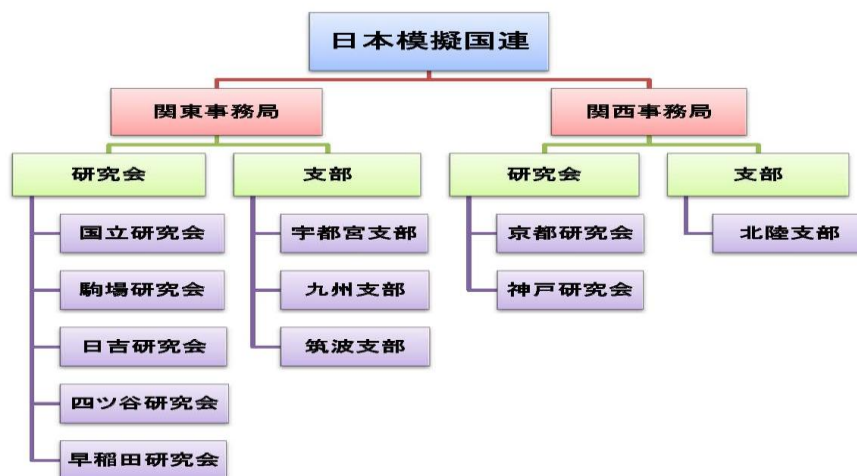 日本模擬国連
関東事務局
関西事務局
研究会
支部
研究会
支部
国立研究会
宇都宮支部
京都研究会
北陸支部
駒場研究会
九州支部
神戸研究会
日吉研究会
筑波支部
四ツ谷研究会
早稲田研究会